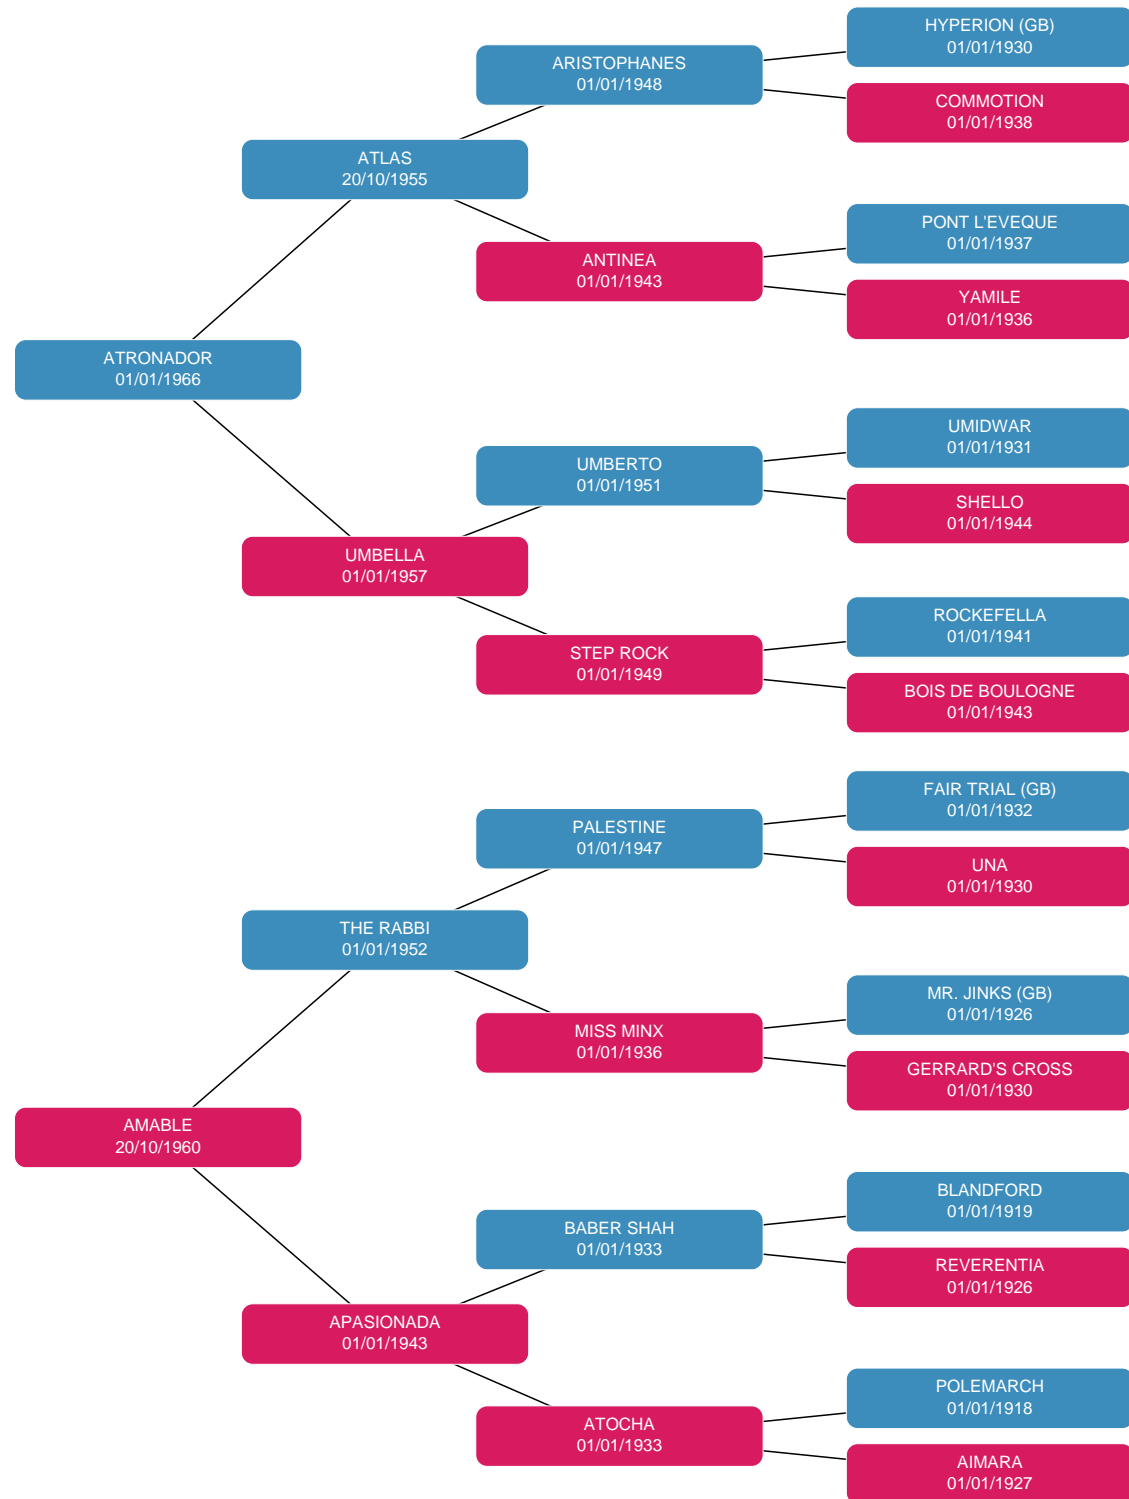 HYPERION (GB)
01/01/1930
ARISTOPHANES
01/01/1948
COMMOTION
01/01/1938
ATLAS
20/10/1955
PONT L'EVEQUE
01/01/1937
ANTINEA
01/01/1943
YAMILE
01/01/1936
ATRONADOR
01/01/1966
UMIDWAR
01/01/1931
UMBERTO
01/01/1951
SHELLO
01/01/1944
UMBELLA
01/01/1957
ROCKEFELLA
01/01/1941
STEP ROCK
01/01/1949
BOIS DE BOULOGNE
01/01/1943
FAIR TRIAL (GB)
01/01/1932
PALESTINE
01/01/1947
UNA
01/01/1930
THE RABBI
01/01/1952
MR. JINKS (GB)
01/01/1926
MISS MINX
01/01/1936
GERRARD'S CROSS
01/01/1930
AMABLE
20/10/1960
BLANDFORD
01/01/1919
BABER SHAH
01/01/1933
REVERENTIA
01/01/1926
APASIONADA
01/01/1943
POLEMARCH
01/01/1918
ATOCHA
01/01/1933
AIMARA
01/01/1927